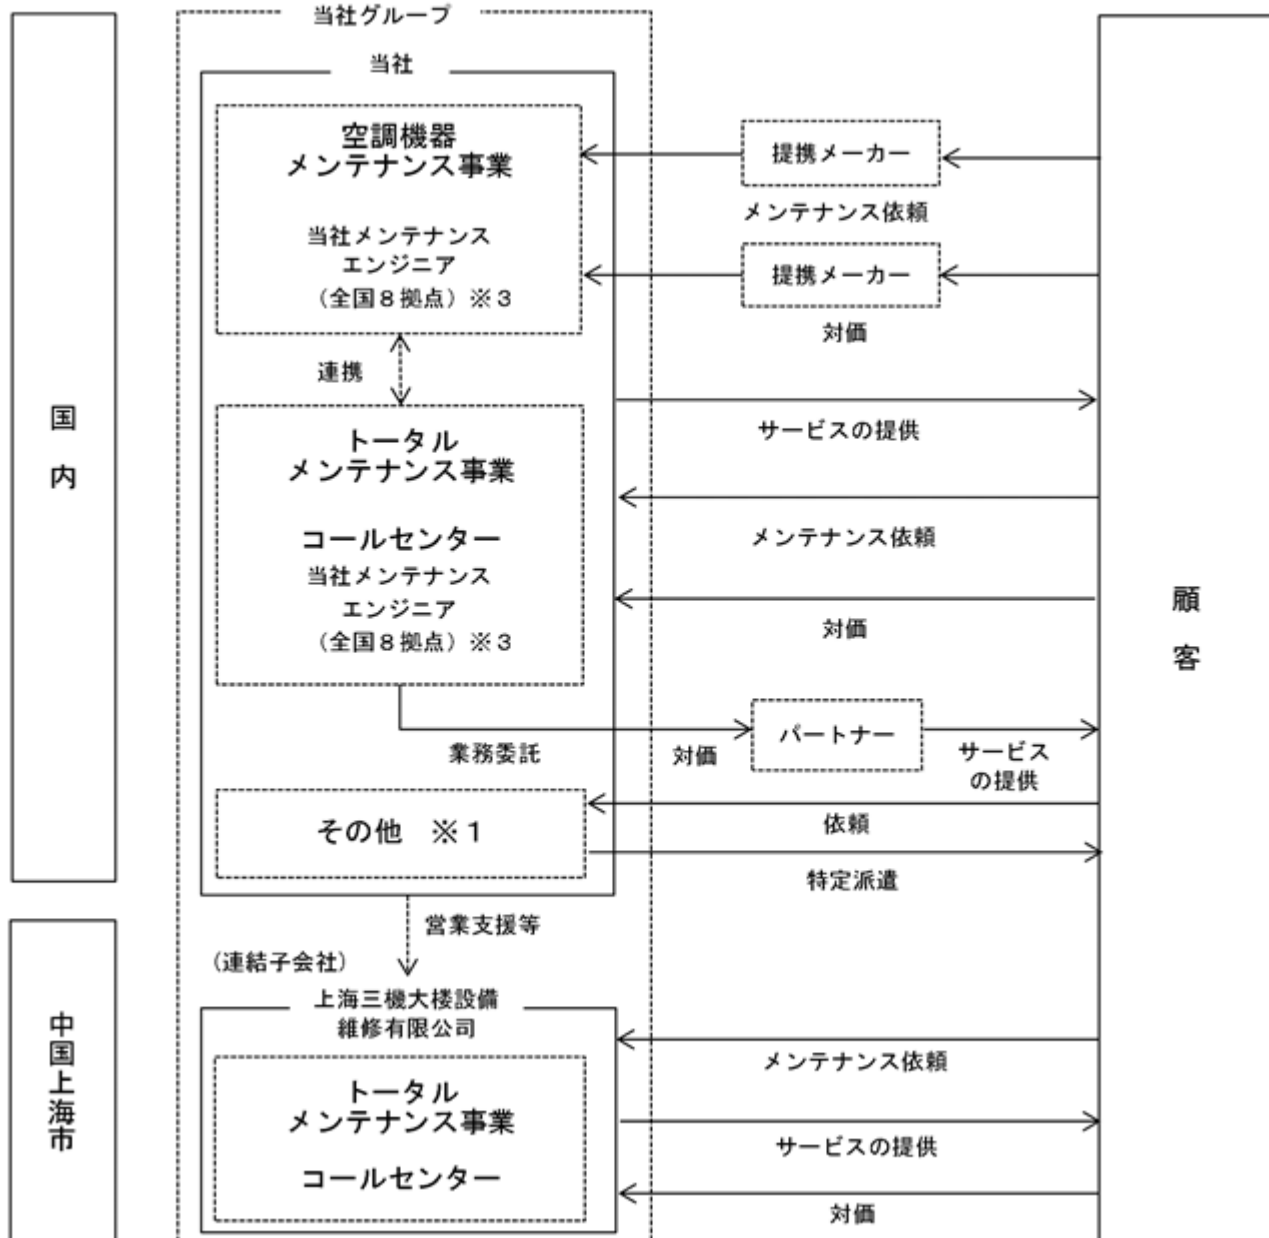 当社グループ
当社
空調機器
メンテナンス事業
当社メンテナンス
エンジニア
（全国８拠点）※３
提携メーカー
メンテナンス依頼
提携メーカー
対価
連携
国
内
トータル
メンテナンス事業
コールセンター
当社メンテナンス
エンジニア
（全国８拠点）※３
サービスの提供
メンテナンス依頼
対価
顧
客
業務委託
対価
パートナー
サービス
の提供
その他　※１
依頼
特定派遣
営業支援等
（連結子会社）
中国上海市
上海三機大楼設備
維修有限公司
トータル
メンテナンス事業
コールセンター
メンテナンス依頼
サービスの提供
対価